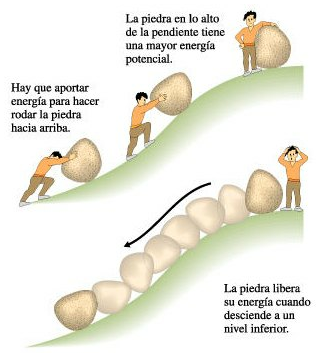 La piedra en lo alto
de la pendiente tiene
una mayor energía
potencial.
Hay que aportar
energía para hacer
rodar la piedra
hacia arriba.
La piedra libera
su energía cuando
desciende a un
nivel inferior.